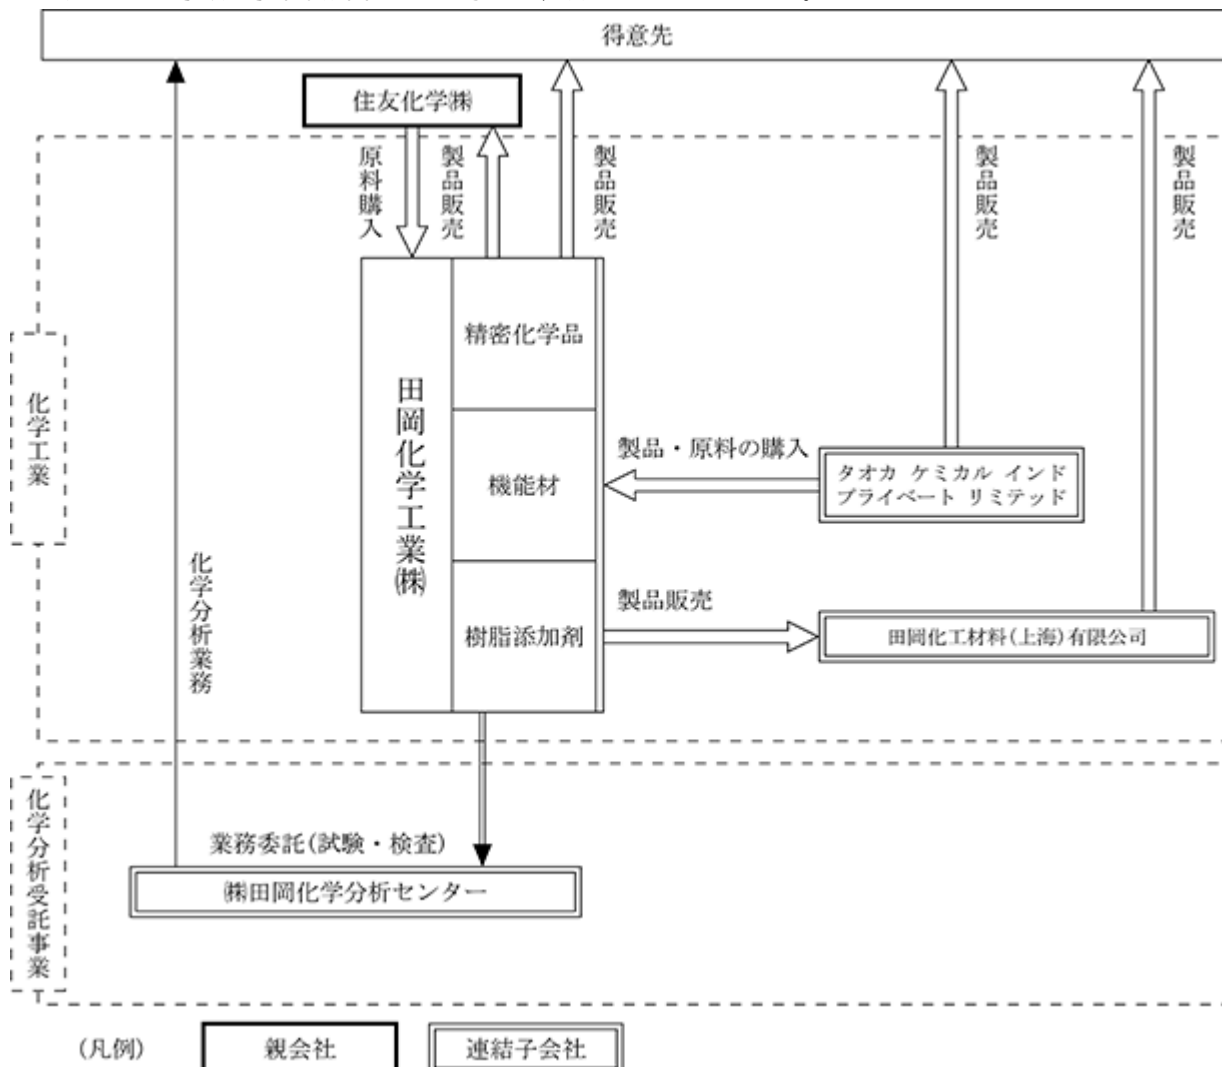 得意先
住友化学㈱
原料購入
製品販売
製品販売
製品販売
製品販売
化学工業
田岡化学工業㈱
精密化学品
機能材
樹脂添加剤
製品・原料の購入
タオカ ケミカル インド
プライベート リミテッド
製品販売
田岡化工材料(上海)有限公司
化学分析業務
化学分析受託事業
業務委託(試験・検査)
㈱田岡化学分析センター
(凡例)
親会社
連結子会社